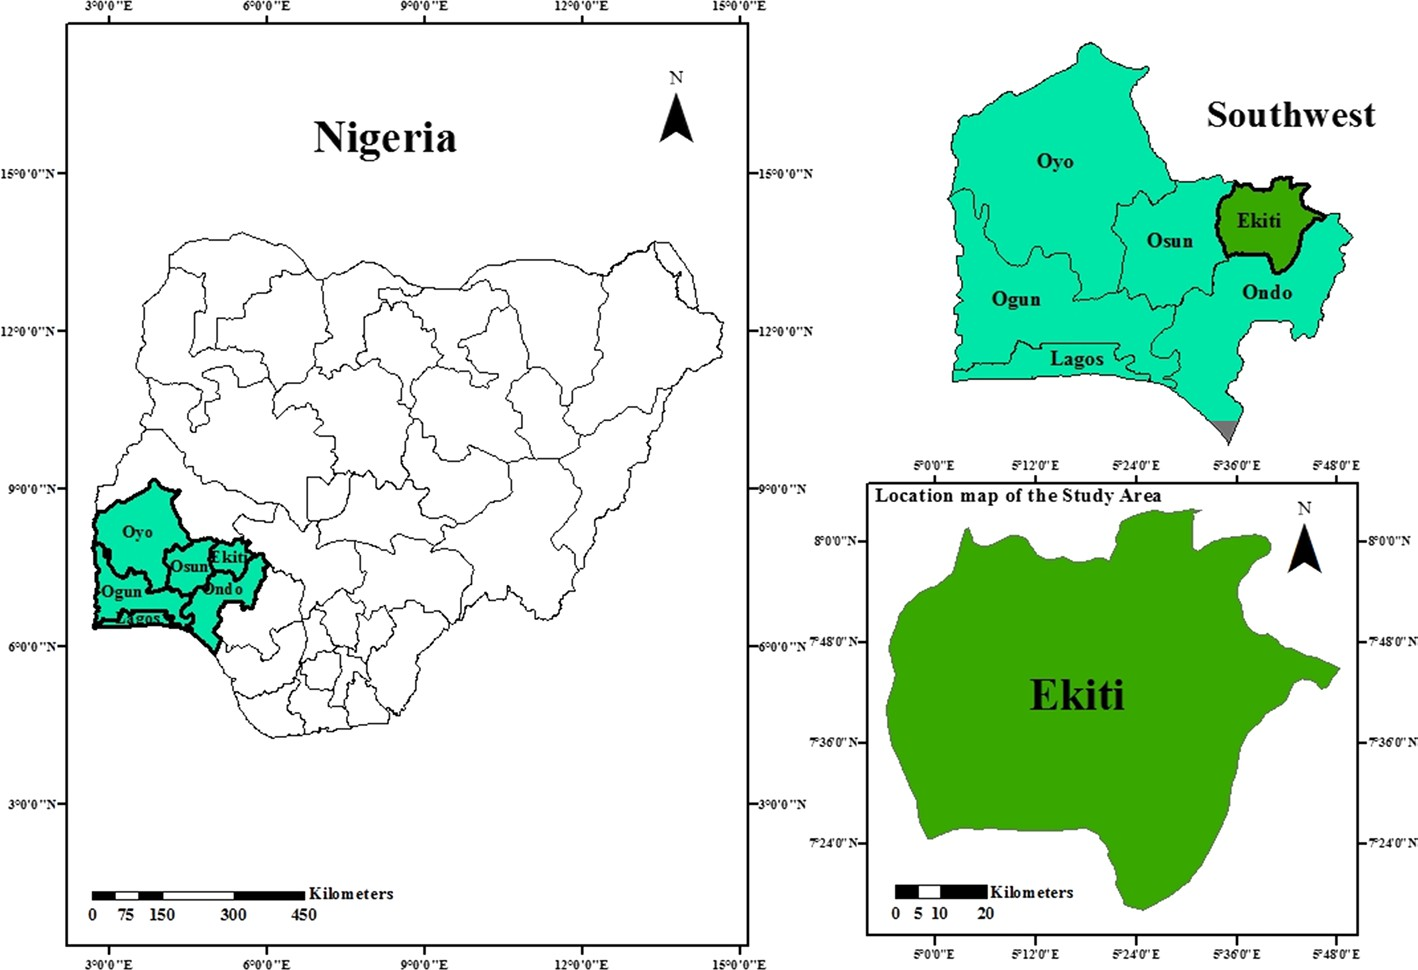 3°0'0"E 6°0'0"E 9°0'0"E 12°0'0"E 15°0'0"E
N
Nigeria
15°0'0"N 15°0'0"N
12°0'0"N 12°0'0"N
9°0'0"N 9°0'0"N
Oyo
Ekiti
Osun
Ogun
Ondo
Lagos
6°0'0"N 6°0'0"N
3°0'0"N 3°0'0"N
Kilometers
0 75 150 300 450
3°0'0"E 6°0'0"E 9°0'0"E 12°0'0"E 15°0'0"E
Southwest
Oyo
Ekiti
Osun
Ondo
Ogun
Lagos
5°0'0"E 5°12'0"E 5°24'0"E 5°36'0"E 5°48'0"E
Location map of the Study Area
N
8°0'0"N 8°0'0"N
7°48'0"N 7°48'0"N
Ekiti
7°36'0"N 7°36'0"N
7°24'0"N 7°24'0"N
Kilometers
0 5 10 20
5°0'0"E 5°12'0"E 5°24'0"E 5°36'0"E 5°48'0"E